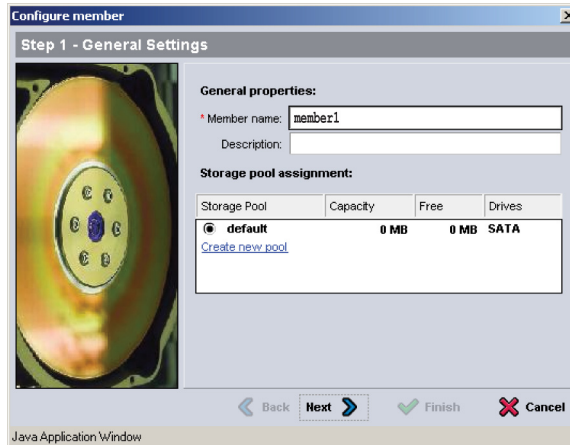 Configure member
Step 1 - General Settings
General properties:
* Member name: member1
Description:
Storage pool assignment:
Storage Pool Capacity Free Drives
default 0 MB 0 MB SATA
Create new pool
Back Next Finish Cancel
Java Application Window